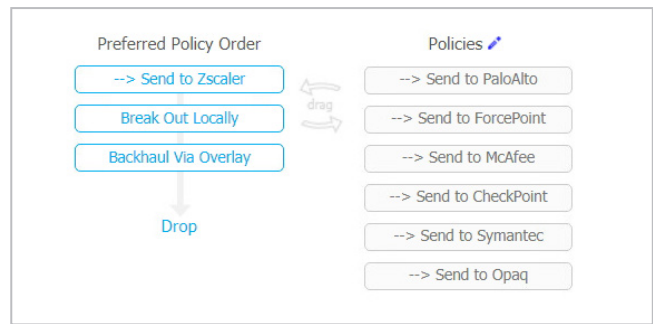 Preferred Policy Order
--> Send to Zscaler
Break Out Locally
Backhaul Via Overlay
Drop
drag
Policies
--> Send to PaloAlto
--> Send to ForcePoint
--> Send to McAfee
--> Send to CheckPoint
--> Send to Symantec
--> Send to Opaq